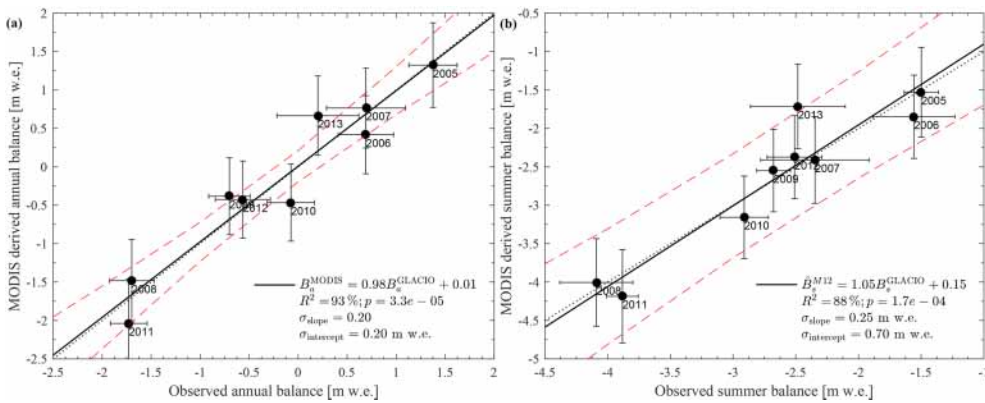 (a)
MODIS derived annual balance [m w.e.]
2
1.5
1
0.5
0
-0.5
-1
-1.5
-2
-2.5
2005
2007
2013
2006
2012
2010
2008
2011
B_a^MODIS = 0.98B_a^GLACIO + 0.01
R² = 93%; p = 3.3e − 05
σ_slope = 0.20
σ_intercept = 0.20 m w.e.
-2.5 -2 -1.5 -1 -0.5 0 0.5 1 1.5 2
Observed annual balance [m w.e.]
(b)
MODIS derived summer balance [m w.e.]
-0.5
-1
-1.5
-2
-2.5
-3
-3.5
-4
-4.5
-5
2005
2013
2006
2007
2009
2010
2008
2011
B̂_s^M12 = 1.05B_s^GLACIO + 0.15
R² = 88%; p = 1.7e − 04
σ_slope = 0.25 m w.e.
σ_intercept = 0.70 m w.e.
-4.5 -4 -3.5 -3 -2.5 -2 -1.5 -1
Observed summer balance [m w.e.]